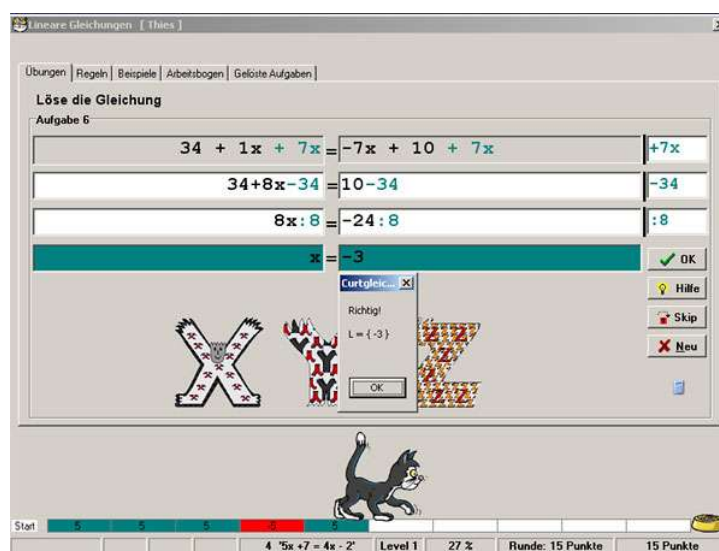 Lineare Gleichungen [ Thies ]
Übungen Regeln Beispiele Arbeitsbogen Gelöste Aufgaben
Löse die Gleichung
Aufgabe 6
34 + 1x + 7x = -7x + 10 + 7x +7x
34+8x-34 = 10-34 -34
8x:8 = -24:8 :8
x = -3
OK
Curtgleic... X
Hilfe
Richtig!
Skip
L = { -3 }
Neu
OK
X Y Z
Start 5 5 5 -5 5
4 '5x +7 = 4x - 2' Level 1 27 % Runde: 15 Punkte 15 Punkte